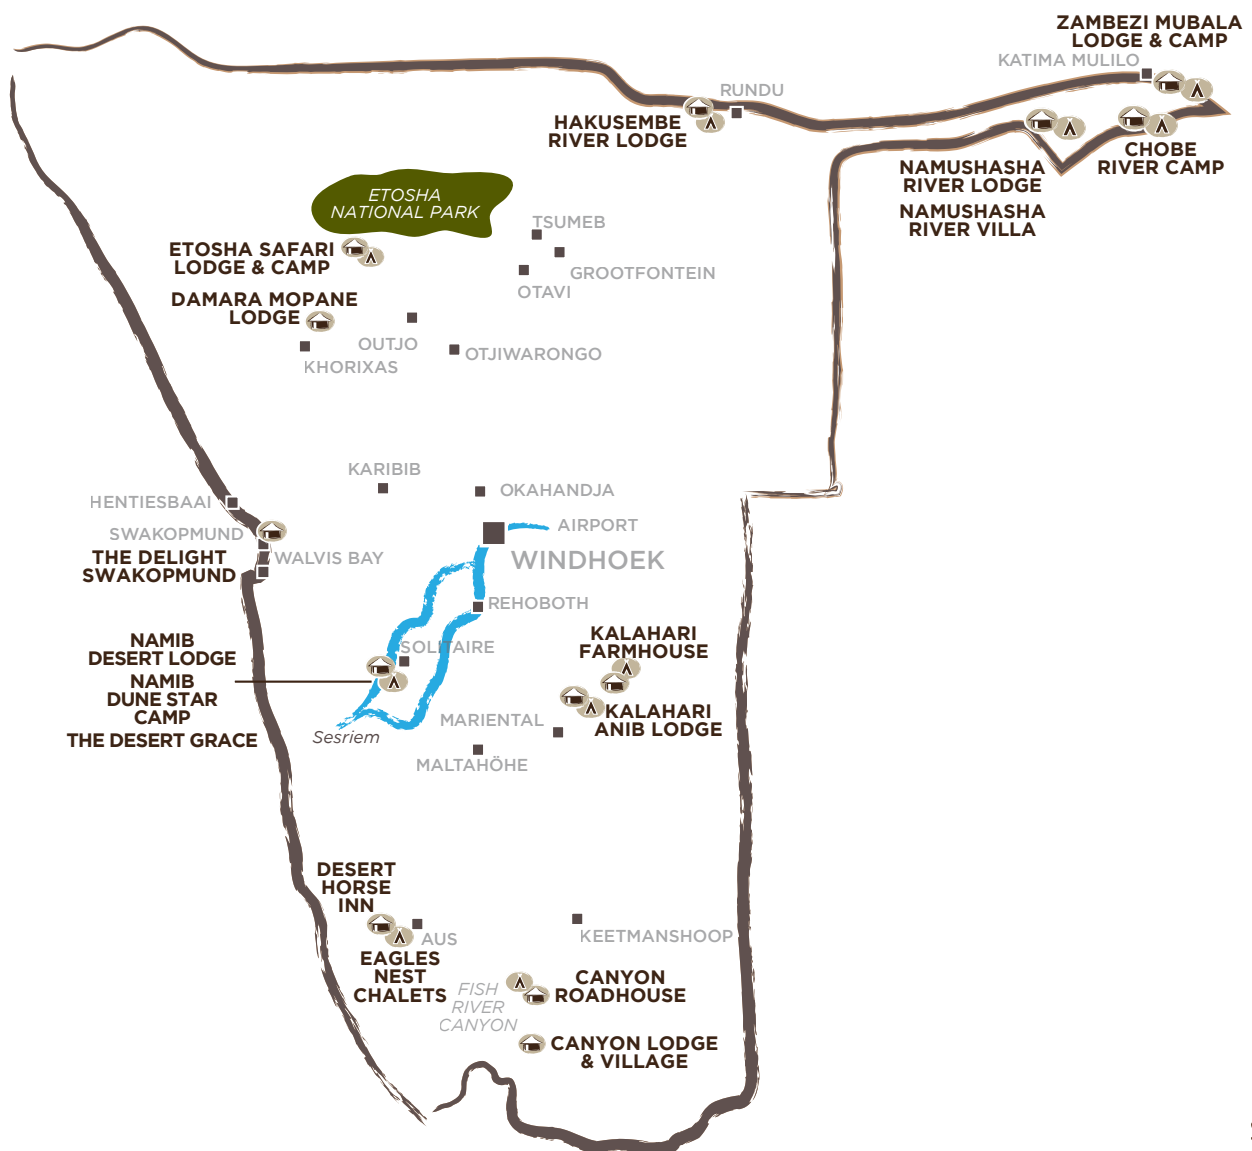 ZAMBEZI MUBALA
LODGE & CAMP
KATIMA MULILO
RUNDU
HAKUSEMBE
RIVER LODGE
CHOBE
RIVER CAMP
NAMUSHASHA
RIVER LODGE
NAMUSHASHA
RIVER VILLA
ETOSHA
NATIONAL PARK
TSUMEB
GROOTFONTEIN
OTAVI
ETOSHA SAFARI
LODGE & CAMP
DAMARA MOPANE
LODGE
OUTJO
KHORIXAS
OTJIWARONGO
KARIBIB
OKAHANDJA
HENTIESBAAI
SWAKOPMUND
AIRPORT
WINDHOEK
THE DELIGHT
SWAKOPMUND
WALVIS BAY
REHOBOTH
NAMIB
DESERT LODGE
NAMIB
DUNE STAR
CAMP
THE DESERT GRACE
SOLITAIRE
Sesriem
KALAHARI
FARMHOUSE
KALAHARI
ANIB LODGE
MARIENTAL
MALTAHÖHE
DESERT
HORSE
INN
AUS
EAGLES
NEST
CHALETS
KEETMANSHOOP
FISH
RIVER
CANYON
CANYON
ROADHOUSE
CANYON LODGE
& VILLAGE